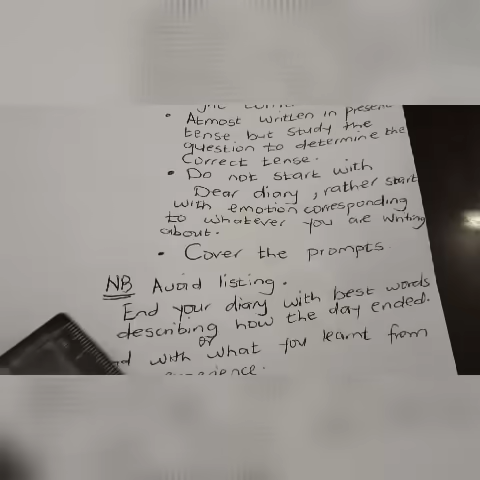 • Atmost written in present
tense but study the
question to determine the
correct tense.
• Do not start with
Dear diary, rather start
with emotion corresponding
to whatever you are writing
about.
• Cover the prompts.
NB Avoid listing.
End your diary with best words
describing how the day ended.
or
with what you learnt from
experience.